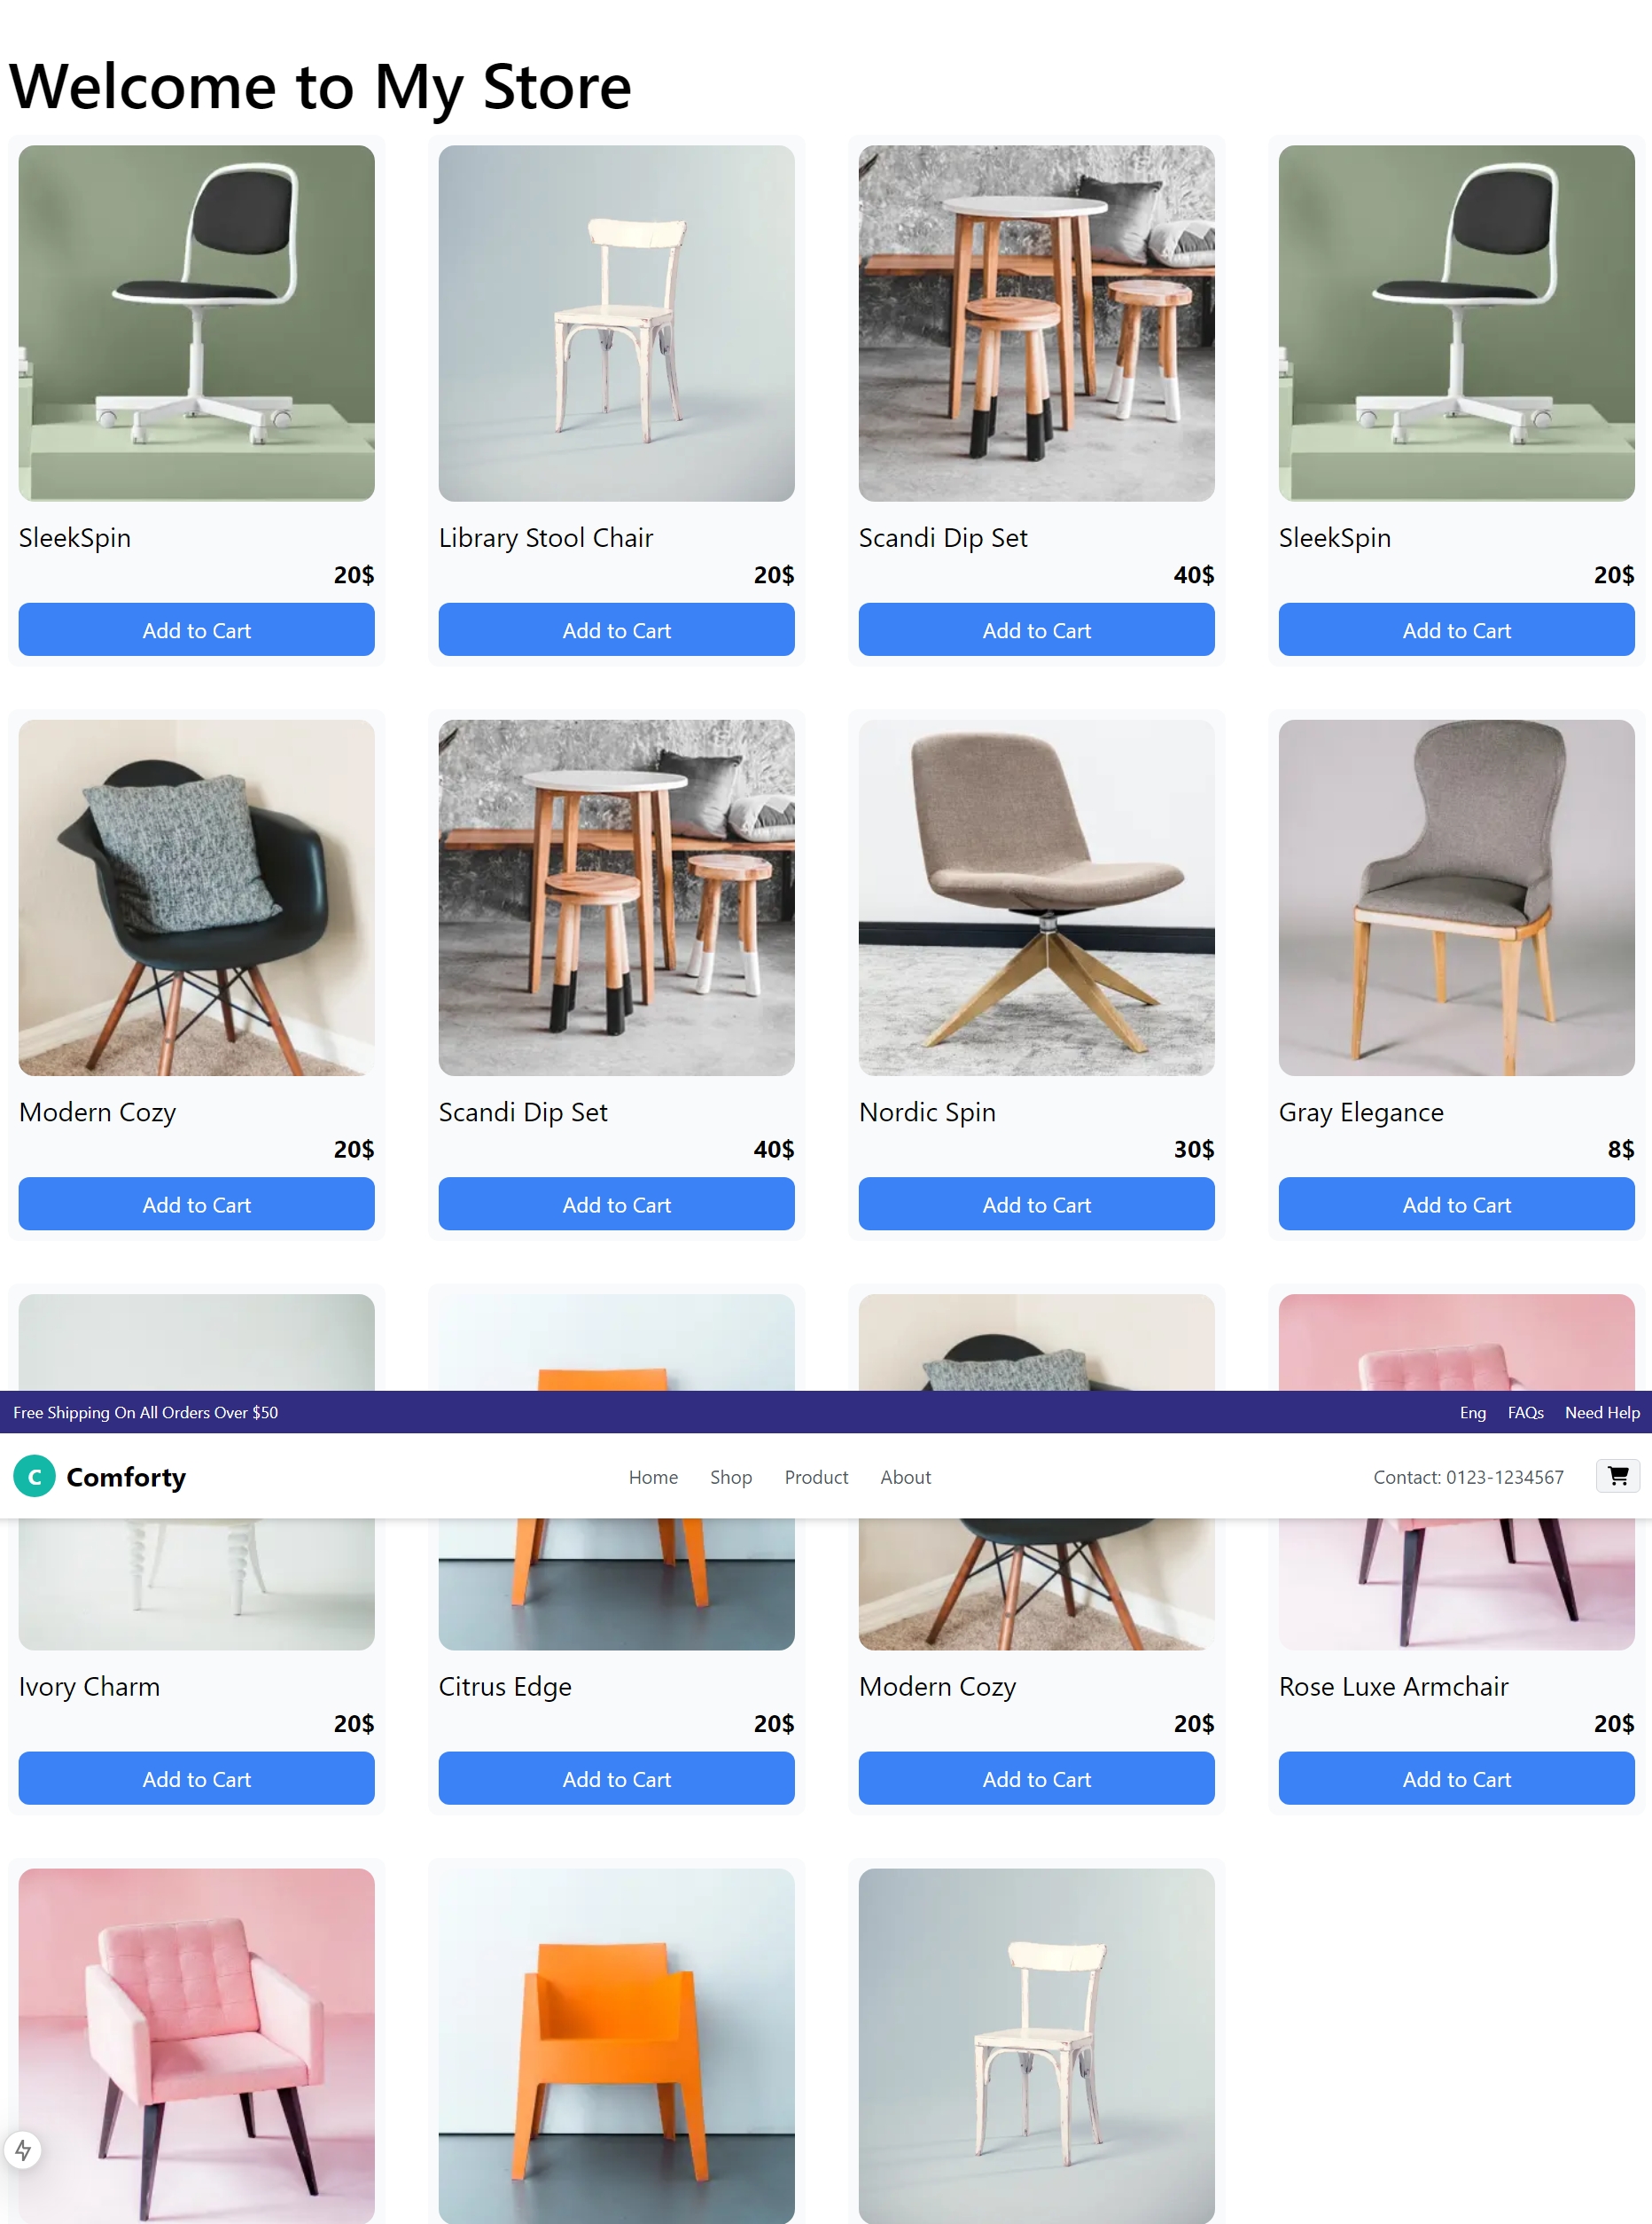 Welcome to My Store
SleekSpin
20$
Add to Cart
Library Stool Chair
20$
Add to Cart
Scandi Dip Set
40$
Add to Cart
SleekSpin
20$
Add to Cart
Modern Cozy
20$
Add to Cart
Scandi Dip Set
40$
Add to Cart
Nordic Spin
30$
Add to Cart
Gray Elegance
8$
Add to Cart
Free Shipping On All Orders Over $50
Eng FAQs Need Help
C Comforty
Home Shop Product About
Contact: 0123-1234567
Ivory Charm
20$
Add to Cart
Citrus Edge
20$
Add to Cart
Modern Cozy
20$
Add to Cart
Rose Luxe Armchair
20$
Add to Cart